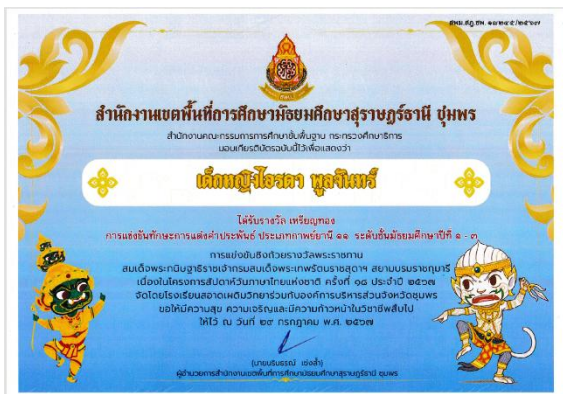 สพม.สฎ.ชพ. ๑๗๒๔๕/๒๕๖๗
สำนักงานเขตพื้นที่การศึกษามัธยมศึกษาสุราษฎร์ธานี ชุมพร
สำนักงานคณะกรรมการการศึกษาขั้นพื้นฐาน กระทรวงศึกษาธิการ
มอบเกียรติบัตรฉบับนี้ไว้เพื่อแสดงว่า
เด็กหญิงไอรดา พูลจันทร์
ได้รับรางวัล เหรียญทอง
การแข่งขันทักษะการแต่งคำประพันธ์ ประเภทกาพย์ยานี ๑๑ ระดับชั้นมัธยมศึกษาปีที่ ๑ - ๓
การแข่งขันชิงถ้วยรางวัลพระราชทาน
สมเด็จพระกนิษฐาธิราชเจ้ากรมสมเด็จพระเทพรัตนราชสุดาฯ สยามบรมราชกุมารี
เนื่องในโครงการสัปดาห์วันภาษาไทยแห่งชาติ ครั้งที่ ๑๘ ประจำปี ๒๕๖๗
จัดโดยโรงเรียนสอาดเผดิมวิทยาร่วมกับองค์การบริหารส่วนจังหวัดชุมพร
ขอให้มีความสุข ความเจริญและมีความก้าวหน้าในวิชาชีพสืบไป
ให้ไว้ ณ วันที่ ๒๙ กรกฎาคม พ.ศ. ๒๕๖๗
ผู้อำนวยการสำนักงานเขตพื้นที่การศึกษามัธยมศึกษาสุราษฎร์ธานี ชุมพร